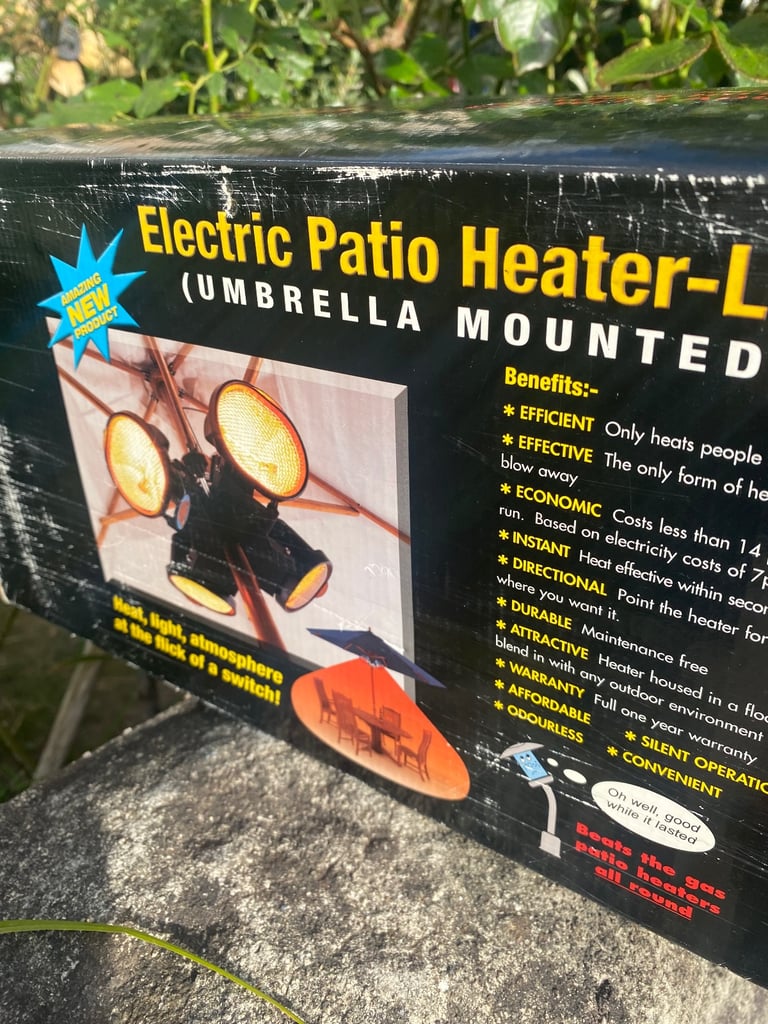 AMAZING
NEW
PRODUCT
Electric Patio Heater-L
(UMBRELLA MOUNTED
Benefits:-
* EFFICIENT Only heats people
* EFFECTIVE The only form of he
blow away
* ECONOMIC Costs less than 14
run. Based on electricity costs of 7p
* INSTANT Heat effective within secon
* DIRECTIONAL Point the heater for
where you want it.
* DURABLE Maintenance free
* ATTRACTIVE Heater housed in a floo
blend in with any outdoor environment
* WARRANTY Full one year warranty
* AFFORDABLE * SILENT OPERATIO
* ODOURLESS * CONVENIENT
Heat, light, atmosphere
at the flick of a switch!
Oh well, good
while it lasted
Beats the gas
patio heaters
all round